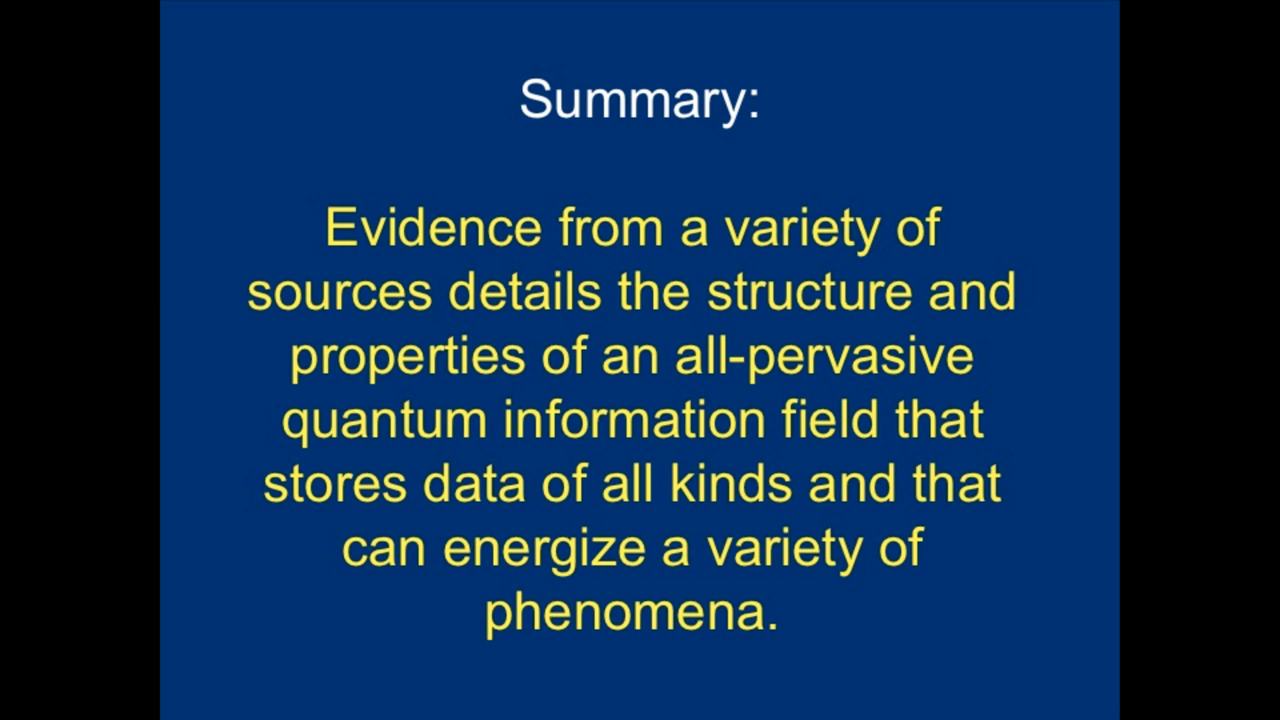 Summary:
Evidence from a variety of
sources details the structure and
properties of an all-pervasive
quantum information field that
stores data of all kinds and that
can energize a variety of
phenomena.